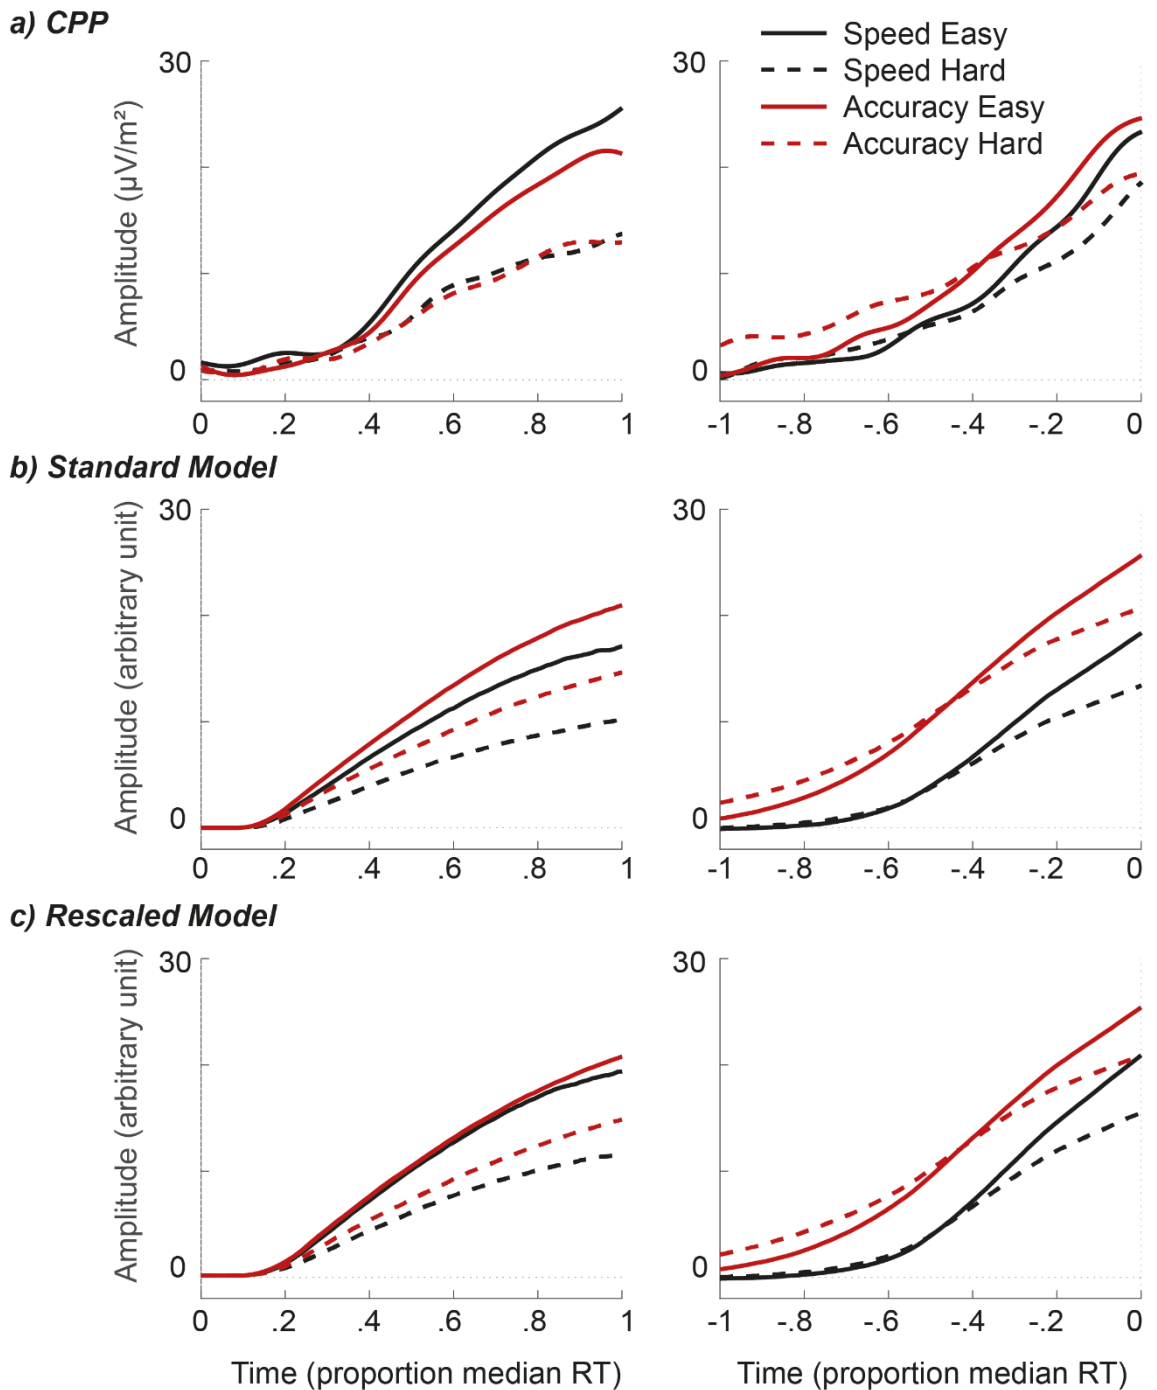 a) CPP
Speed Easy
Speed Hard
Accuracy Easy
Accuracy Hard
Amplitude (µV/m²)
30
0
0 .2 .4 .6 .8 1
30
0
-1 -.8 -.6 -.4 -.2 0
b) Standard Model
Amplitude (arbitrary unit)
30
0
0 .2 .4 .6 .8 1
30
0
-1 -.8 -.6 -.4 -.2 0
c) Rescaled Model
Amplitude (arbitrary unit)
30
0
0 .2 .4 .6 .8 1
Time (proportion median RT)
30
0
-1 -.8 -.6 -.4 -.2 0
Time (proportion median RT)